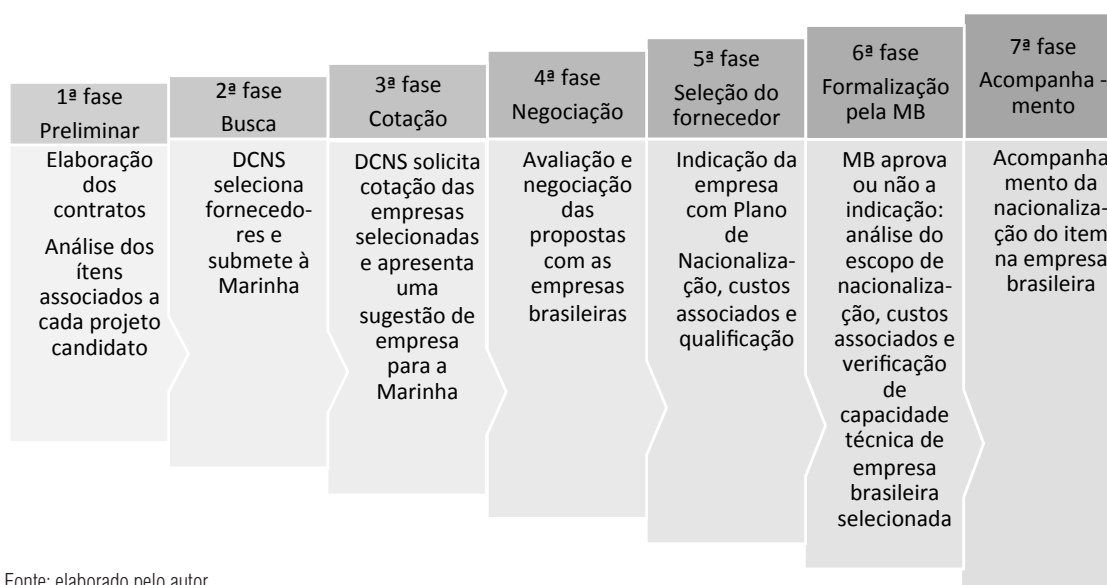 1ª fase
Preliminar
Elaboração
dos
contratos
Análise dos
ítens
associados a
cada projeto
candidato
2ª fase
Busca
DCNS
seleciona
fornecedo-
res e
submete à
Marinha
3ª fase
Cotação
DCNS solicita
cotação das
empresas
selecionadas
e apresenta
uma
sugestão de
empresa
para a
Marinha
4ª fase
Negociação
Avaliação e
negociação
das
propostas
com as
empresas
brasileiras
5ª fase
Seleção do
fornecedor
Indicação da
empresa
com Plano
de
Nacionaliza-
ção, custos
associados e
qualificação
6ª fase
Formalização
pela MB
MB aprova
ou não a
indicação:
análise do
escopo de
nacionaliza-
ção, custos
associados e
verificação
de
capacidade
técnica de
empresa
brasileira
selecionada
7ª fase
Acompanha -
mento
Acompanha
mento da
nacionaliza-
ção do item
na empresa
brasileira
Fonte: elaborado pelo autor